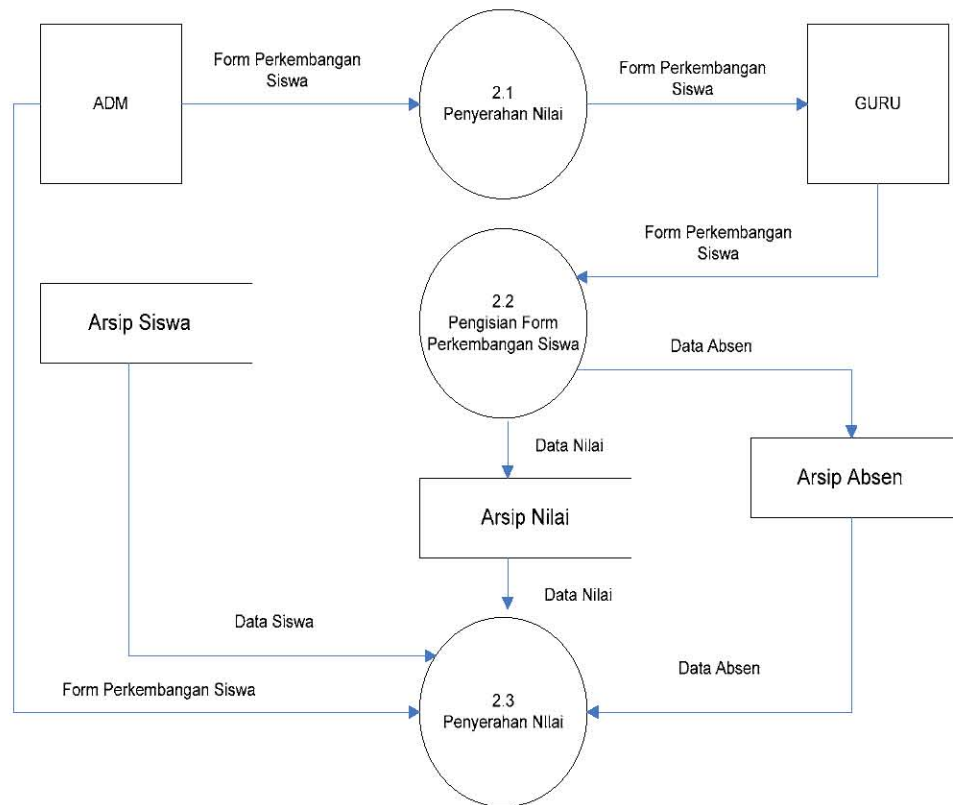 Form Perkembangan
Siswa
ADM
2.1
Penyerahan Nilai
Form Perkembangan
Siswa
GURU
Form Perkembangan
Siswa
2.2
Pengisian Form
Perkembangan Siswa
Arsip Siswa
Data Absen
Data Nilai
Arsip Absen
Arsip Nilai
Data Nilai
Data Siswa
Data Absen
Form Perkembangan Siswa
2.3
Penyerahan NIlai